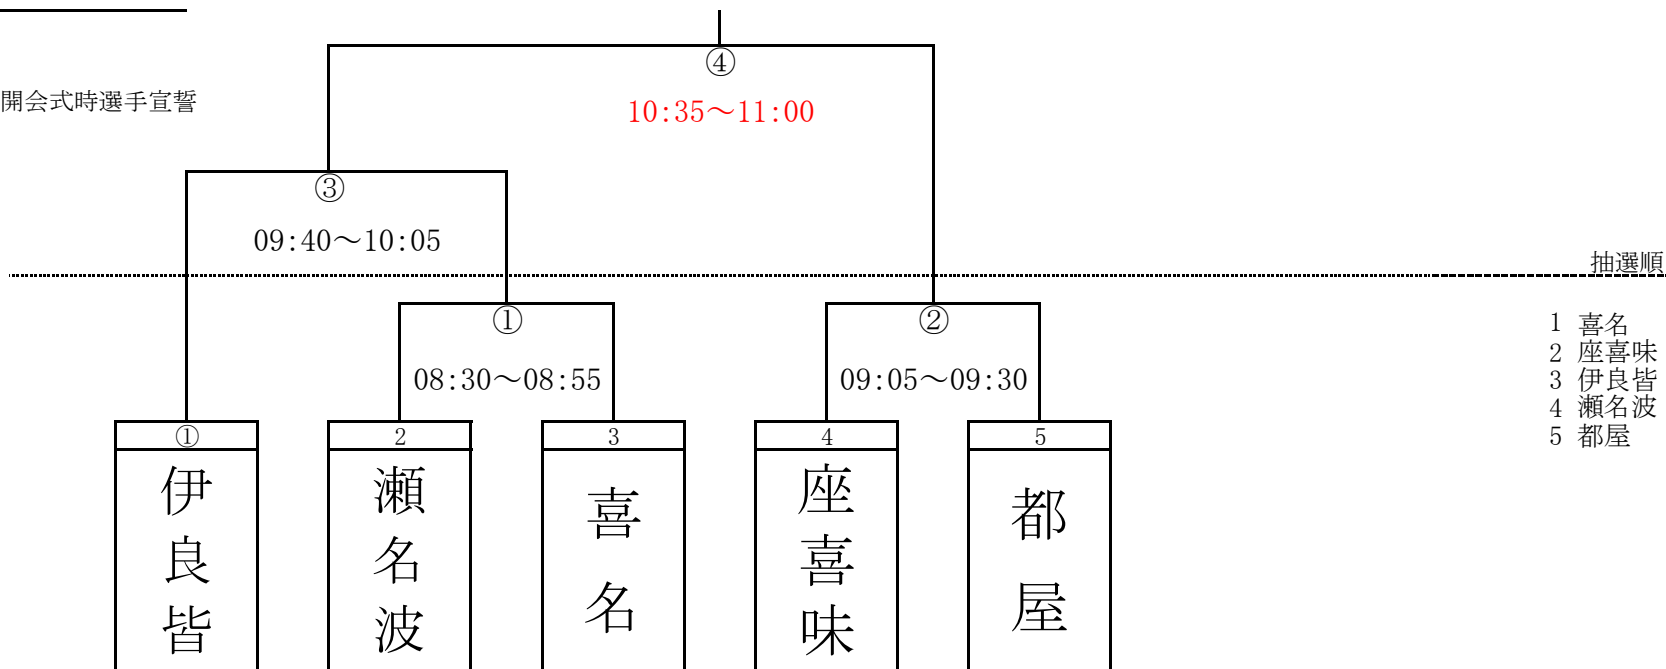 ④
開会式時選手宣誓
10:35～11:00
③
09:40～10:05
抽選順
① ②
08:30～08:55 09:05～09:30
1 喜名
2 座喜味
3 伊良皆
4 瀬名波
5 都屋
① 2 3 4 5
伊良皆
瀬名波
喜名
座喜味
都屋